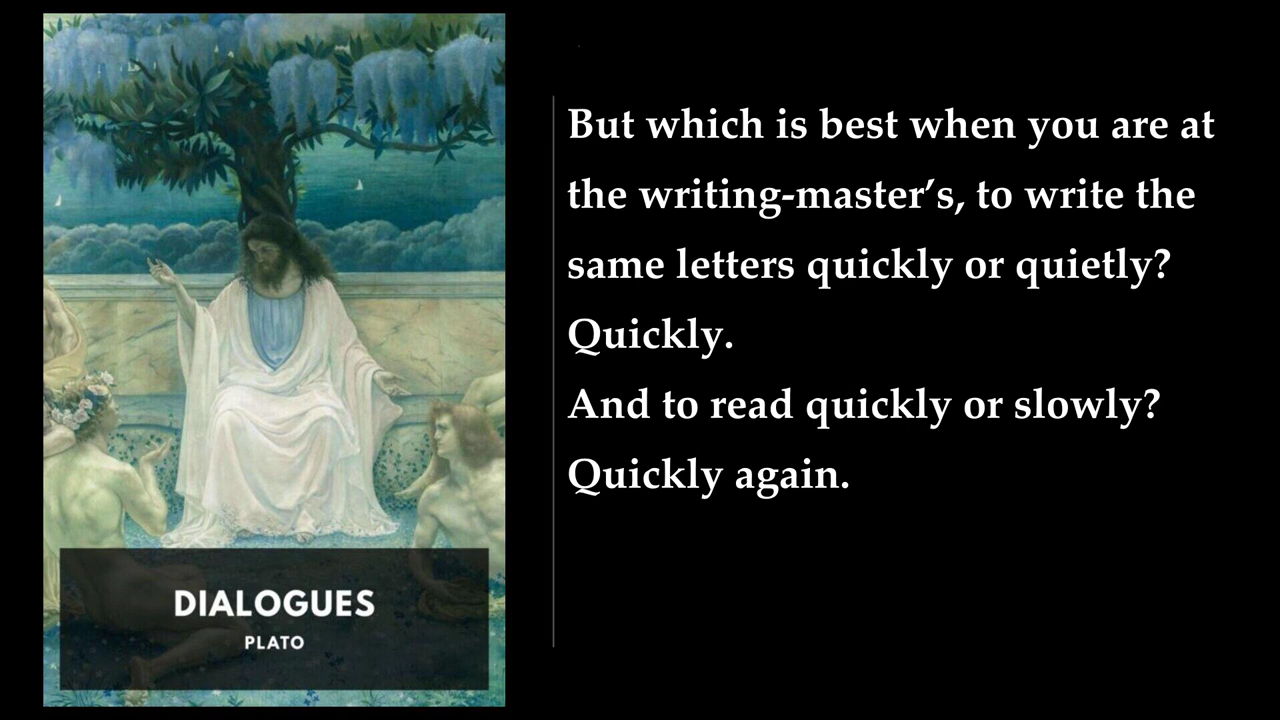 But which is best when you are at
the writing-master’s, to write the
same letters quickly or quietly?
Quickly.
And to read quickly or slowly?
Quickly again.
DIALOGUES
PLATO